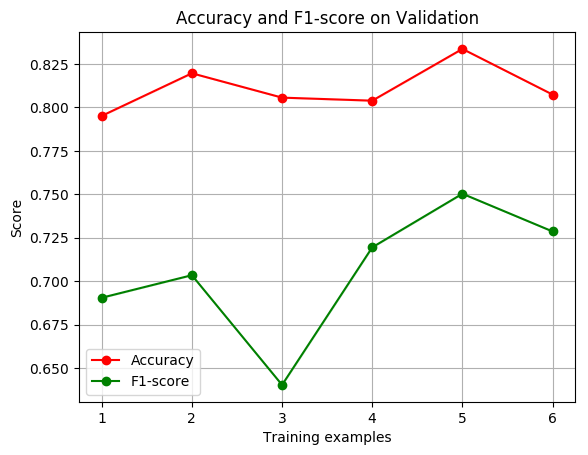 Accuracy and F1-score on Validation
Score
0.825
0.800
0.775
0.750
0.725
0.700
0.675
0.650
Accuracy
F1-score
1 2 3 4 5 6
Training examples